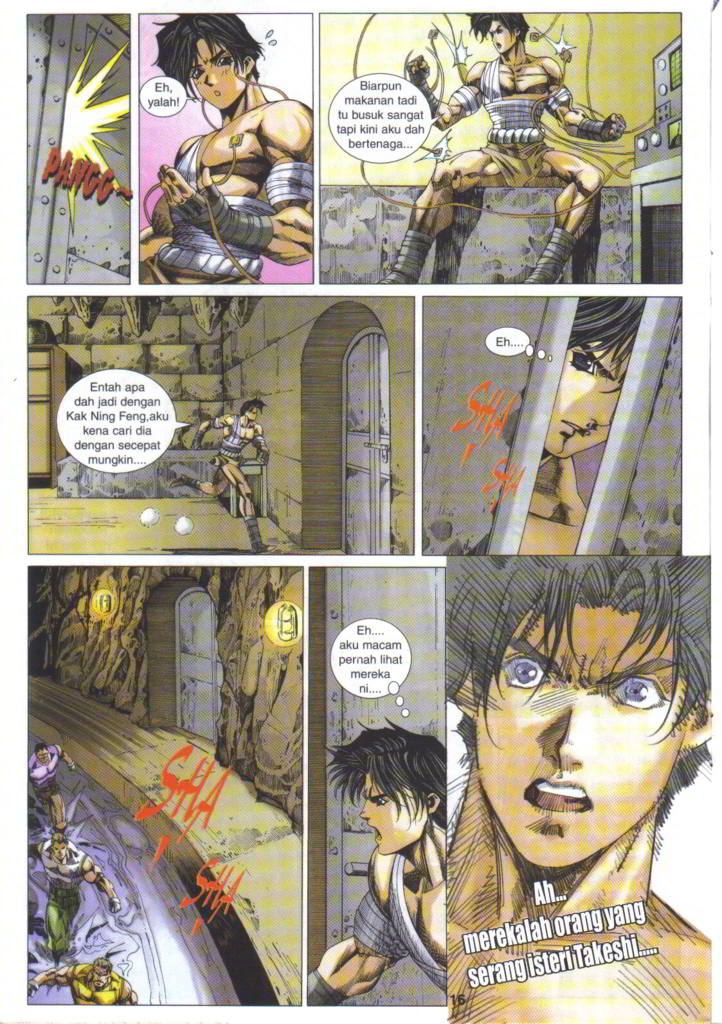 PANGG~
Eh,
yalah!
Biarpun
makanan tadi
tu busuk sangat
tapi kini aku dah
bertenaga...
Entah apa
dah jadi dengan
Kak Ning Feng,aku
kena cari dia
dengan secepat
mungkin....
Eh....
SHA
!
SHA
!
SHA
!
SHA
!
Eh....
aku macam
pernah lihat
mereka
ni....
Ah...
merekalah orang yang
serang isteri Takeshi.....
16